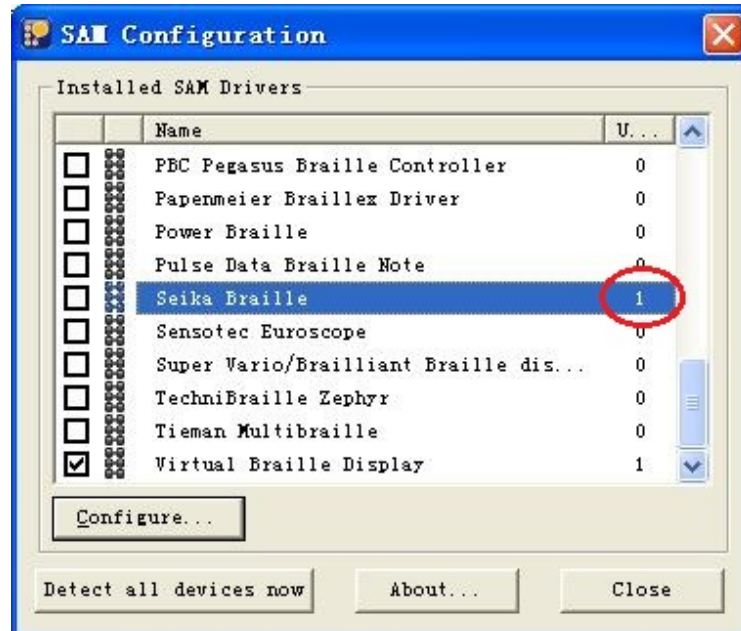 SAM Configuration
Installed SAM Drivers
Name U...
PBC Pegasus Braille Controller 0
Papenmeier Braillex Driver 0
Power Braille 0
Pulse Data Braille Note 0
Seika Braille 1
Sensotec Euroscope 0
Super Vario/Brailliant Braille dis... 0
TechniBraille Zephyr 0
Tieman Multibraille 0
Virtual Braille Display 1
Configure...
Detect all devices now About... Close